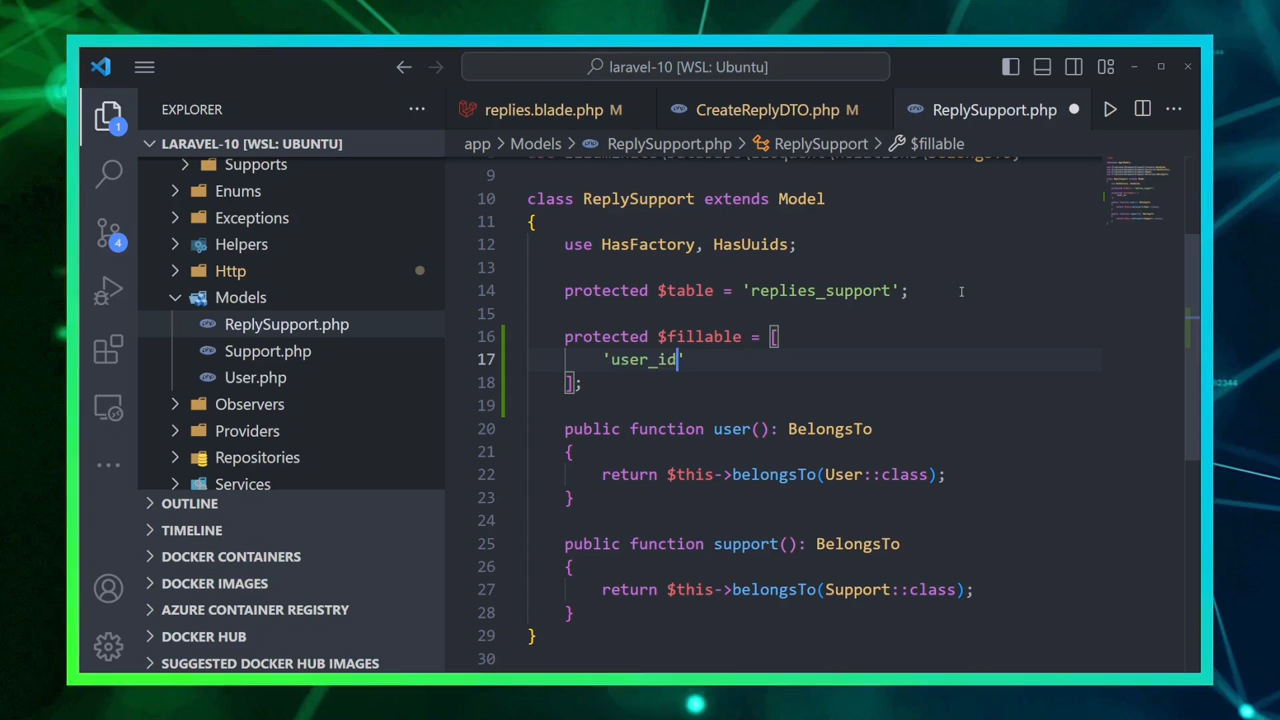 laravel-10 [WSL: Ubuntu]
EXPLORER
replies.blade.php M
CreateReplyDTO.php M
ReplySupport.php
1
LARAVEL-10 [WSL: UBUNTU]
app > Models > ReplySupport.php > ReplySupport > $fillable
Supports
Enums
Exceptions
Helpers
Http
Models
ReplySupport.php
Support.php
User.php
Observers
Providers
Repositories
Services
OUTLINE
TIMELINE
DOCKER CONTAINERS
DOCKER IMAGES
AZURE CONTAINER REGISTRY
DOCKER HUB
SUGGESTED DOCKER HUB IMAGES
4
9
10 class ReplySupport extends Model
11 {
12 use HasFactory, HasUuids;
13
14 protected $table = 'replies_support';
15
16 protected $fillable = [
17 'user_id'
18 ];
19
20 public function user(): BelongsTo
21 {
22 return $this->belongsTo(User::class);
23 }
24
25 public function support(): BelongsTo
26 {
27 return $this->belongsTo(Support::class);
28 }
29 }
30